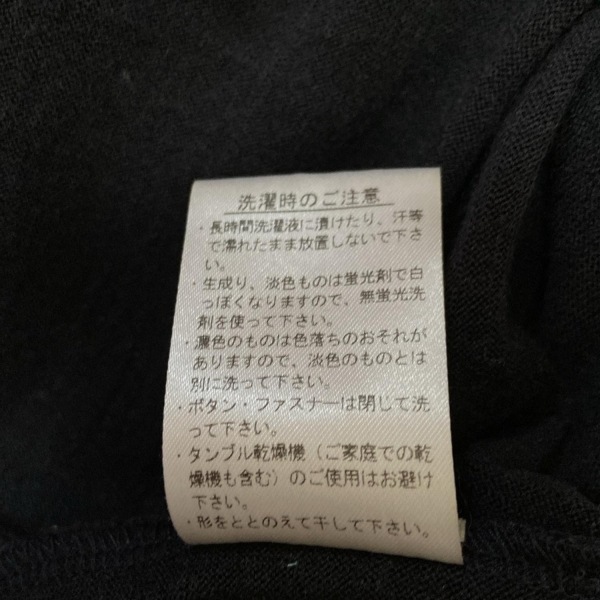 洗濯時のご注意
・長時間洗濯液に漬けたり、汗等
で濡れたまま放置しないで下さ
い。
・生成り、淡色ものは蛍光剤で白
っぽくなりますので、無蛍光洗
剤を使って下さい。
・濃色のものは色落ちのおそれが
ありますので、淡色のものとは
別に洗って下さい。
・ボタン・ファスナーは閉じて洗
って下さい。
・タンブル乾燥機（ご家庭での乾
燥機も含む）のご使用はお避け
下さい。
・形をととのえて干して下さい。